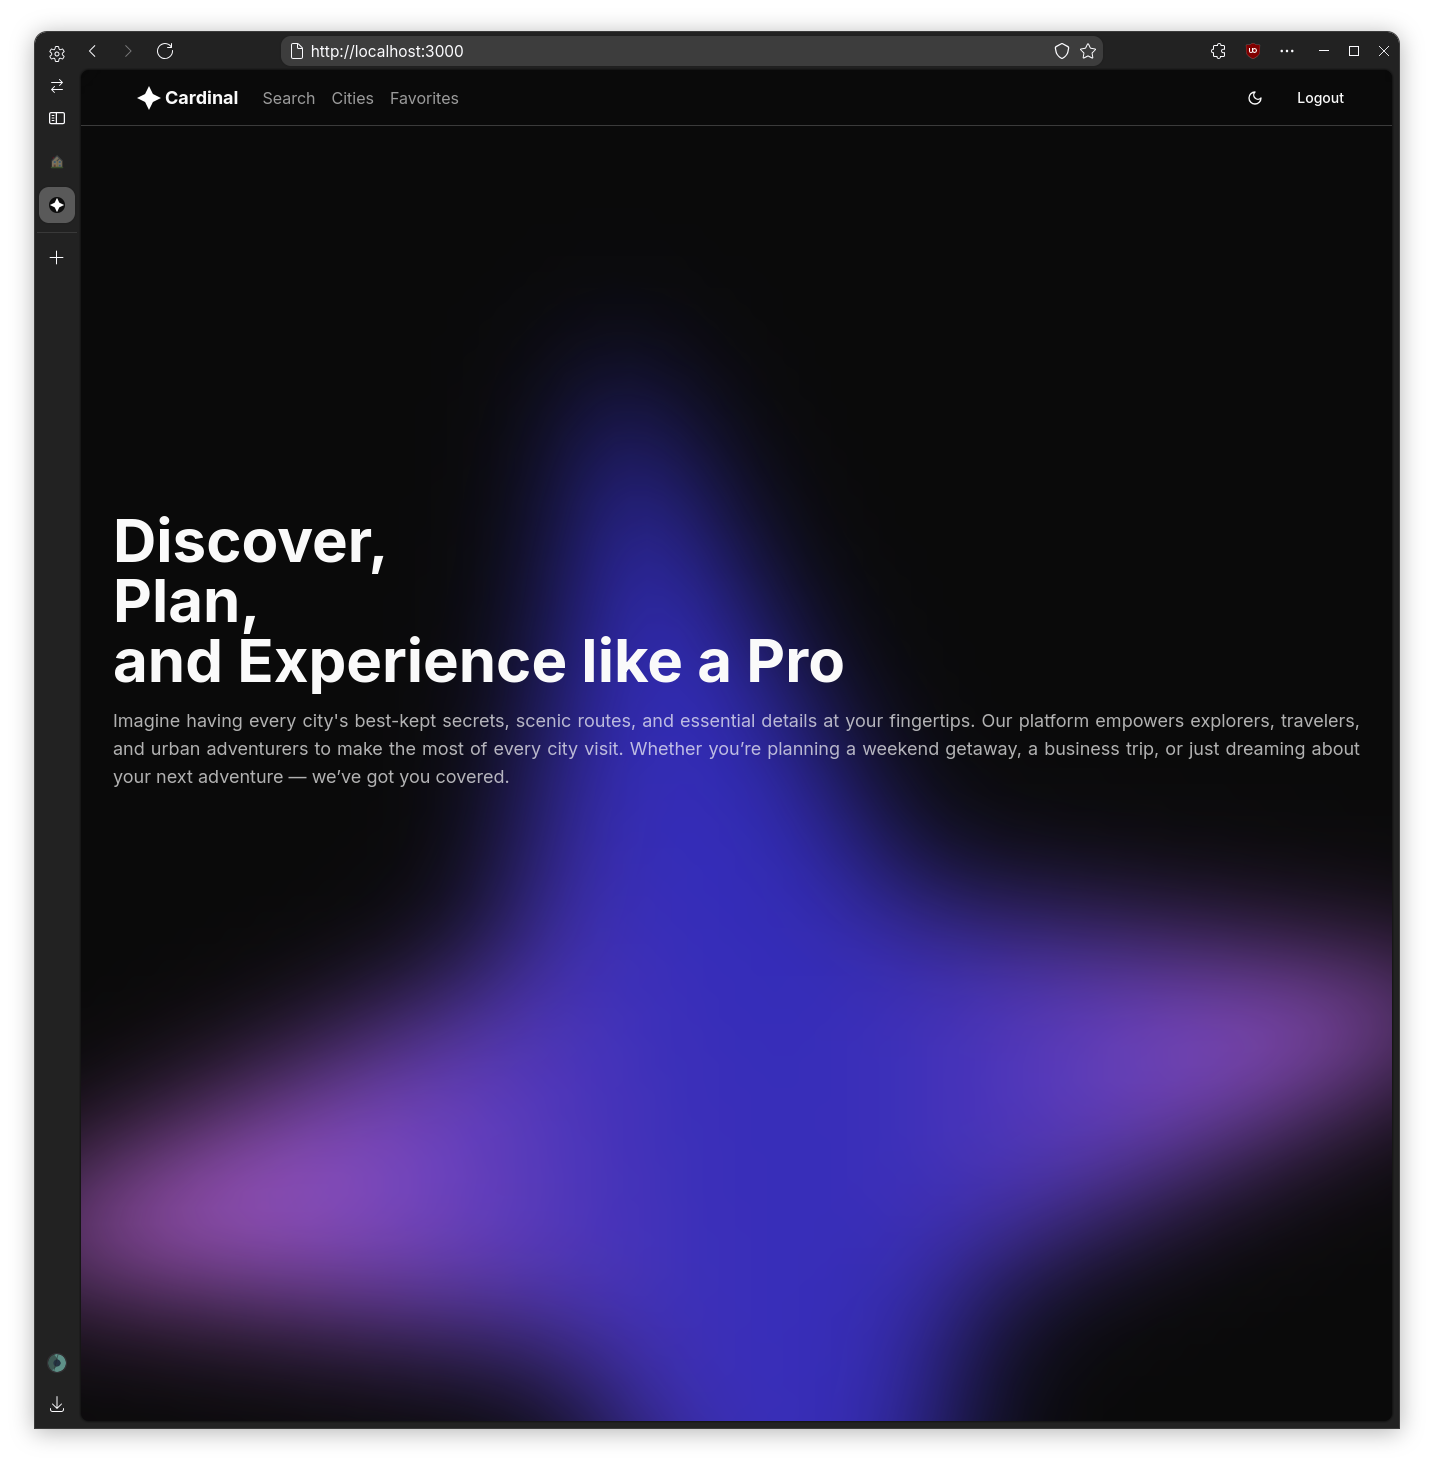 http://localhost:3000
Cardinal Search Cities Favorites Logout
Discover,
Plan,
and Experience like a Pro
Imagine having every city's best-kept secrets, scenic routes, and essential details at your fingertips. Our platform empowers explorers, travelers,
and urban adventurers to make the most of every city visit. Whether you’re planning a weekend getaway, a business trip, or just dreaming about
your next adventure — we’ve got you covered.